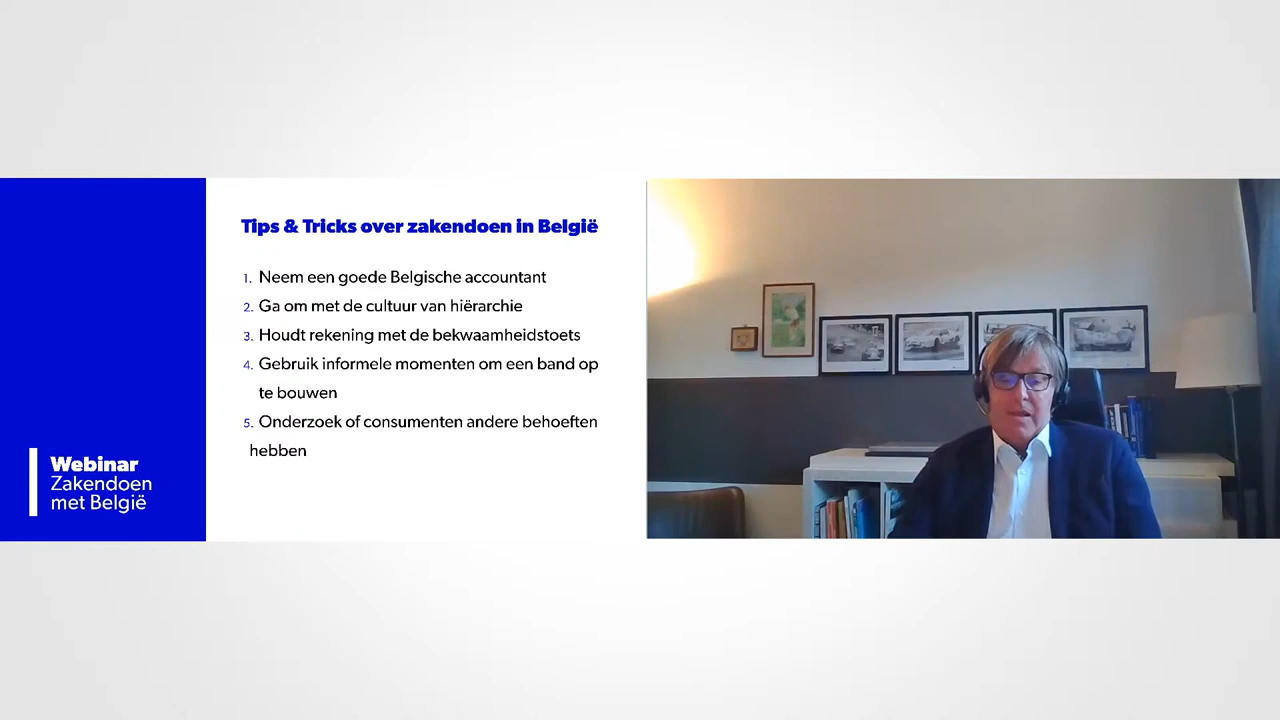 Tips & Tricks over zakendoen in België
1. Neem een goede Belgische accountant
2. Ga om met de cultuur van hiërarchie
3. Houdt rekening met de bekwaamheidstoets
4. Gebruik informele momenten om een band op
te bouwen
5. Onderzoek of consumenten andere behoeften
hebben
Webinar
Zakendoen
met België